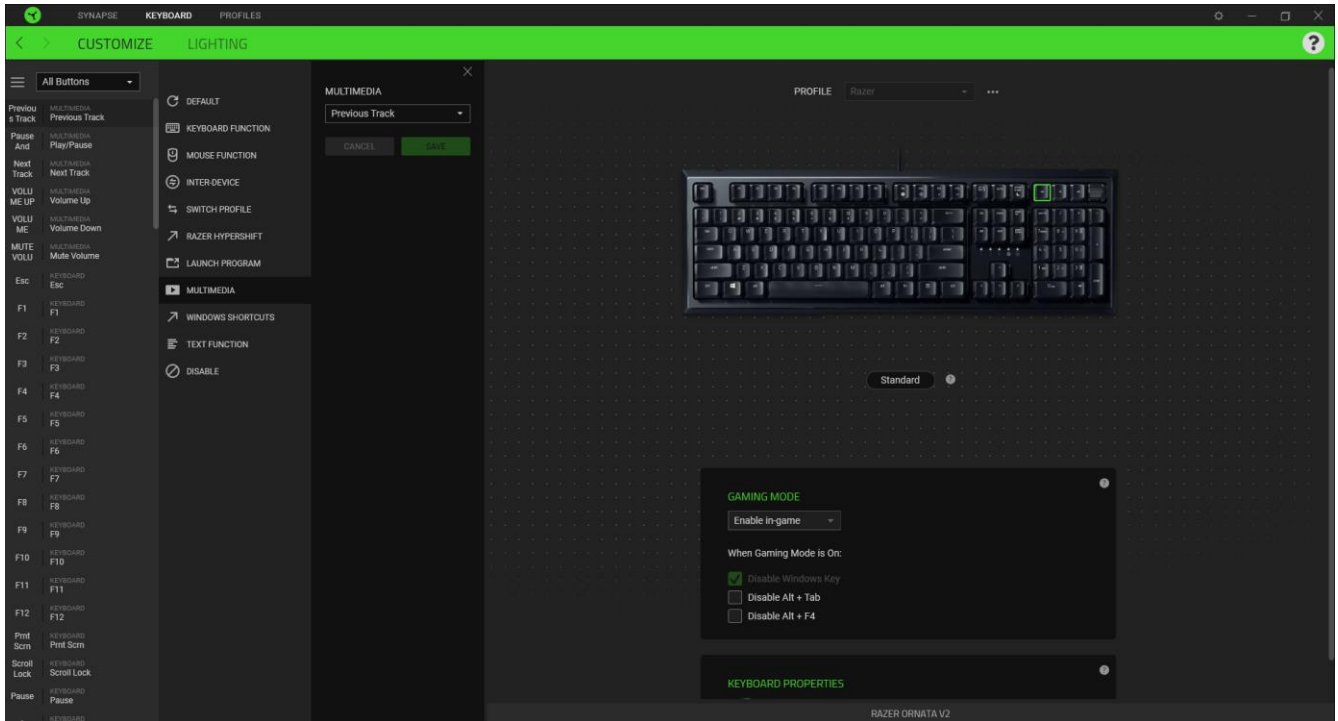 SYNAPSE KEYBOARD PROFILES
CUSTOMIZE LIGHTING
?
All Buttons
Previou
s Track
MULTIMEDIA
Previous Track
Pause
And
MULTIMEDIA
Play/Pause
Next
Track
MULTIMEDIA
Next Track
VOLU
ME UP
MULTIMEDIA
Volume Up
VOLU
ME
MULTIMEDIA
Volume Down
MUTE
VOLU
MULTIMEDIA
Mute Volume
Esc
KEYBOARD
Esc
F1
KEYBOARD
F1
F2
KEYBOARD
F2
F3
KEYBOARD
F3
F4
KEYBOARD
F4
F5
KEYBOARD
F5
F6
KEYBOARD
F6
F7
KEYBOARD
F7
F8
KEYBOARD
F8
F9
KEYBOARD
F9
F10
KEYBOARD
F10
F11
KEYBOARD
F11
F12
KEYBOARD
F12
Prnt
Scrn
KEYBOARD
Prnt Scrn
Scroll
Lock
KEYBOARD
Scroll Lock
Pause
KEYBOARD
Pause
KEYBOARD
DEFAULT
KEYBOARD FUNCTION
MOUSE FUNCTION
INTER-DEVICE
SWITCH PROFILE
RAZER HYPERSHIFT
LAUNCH PROGRAM
MULTIMEDIA
WINDOWS SHORTCUTS
TEXT FUNCTION
DISABLE
MULTIMEDIA
Previous Track
CANCEL SAVE
PROFILE Razer
Standard ?
GAMING MODE ?
Enable in-game
When Gaming Mode is On:
Disable Windows Key
Disable Alt + Tab
Disable Alt + F4
KEYBOARD PROPERTIES ?
RAZER ORNATA V2